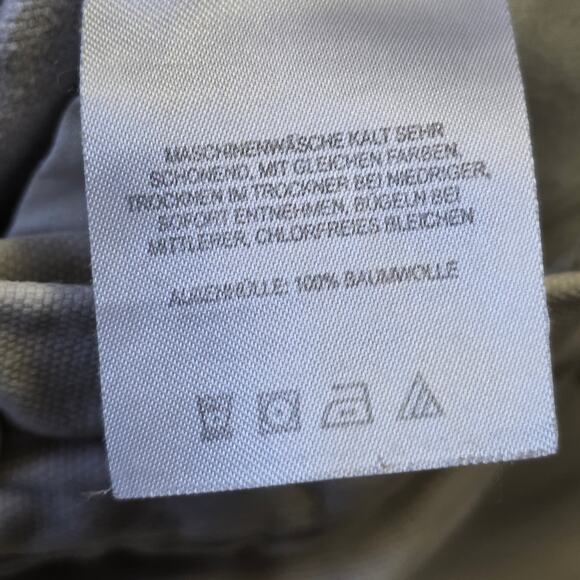 MASCHINENWÄSCHE KALT SEHR
SCHONEND, MIT GLEICHEN FARBEN,
TROCKNEN IM TROCKNER BEI NIEDRIGER,
SOFORT ENTNEHMEN, BÜGELN BEI
MITTLERER, CHLORFREIES BLEICHEN
AUßENHÜLLE: 100% BAUMWOLLE